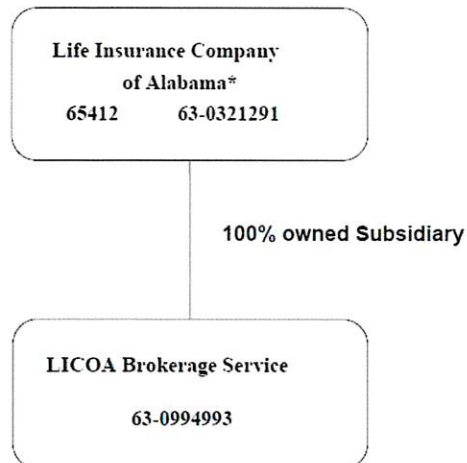 Life Insurance Company
of Alabama*
65412 63-0321291
100% owned Subsidiary
LICOA Brokerage Service
63-0994993